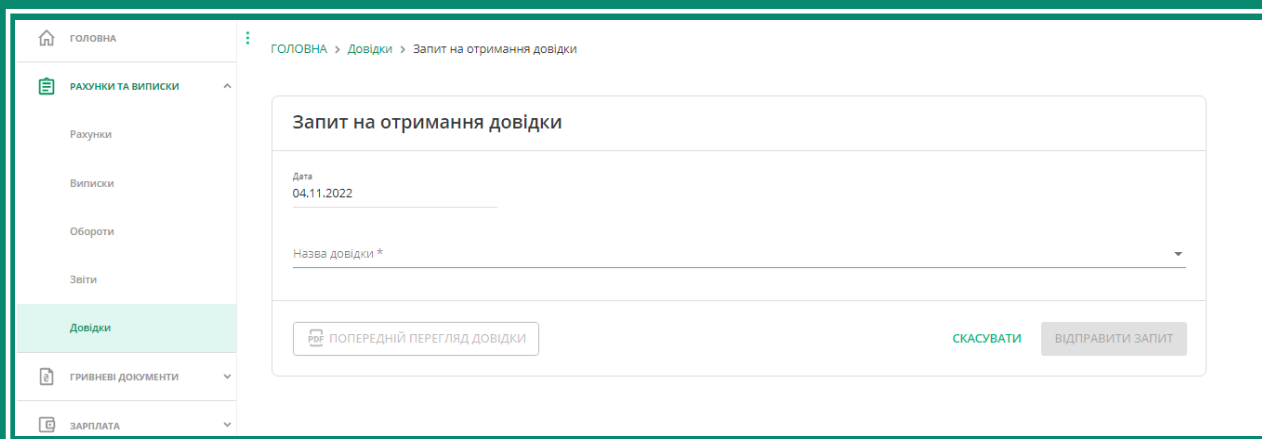 ГОЛОВНА
РАХУНКИ ТА ВИПИСКИ
Рахунки
Виписки
Обороти
Звіти
Довідки
ГРИВНЕВІ ДОКУМЕНТИ
ЗАРПЛАТА
ГОЛОВНА > Довідки > Запит на отримання довідки
Запит на отримання довідки
Дата
04.11.2022
Назва довідки *
PDF ПОПЕРЕДНІЙ ПЕРЕГЛЯД ДОВІДКИ
СКАСУВАТИ
ВІДПРАВИТИ ЗАПИТ